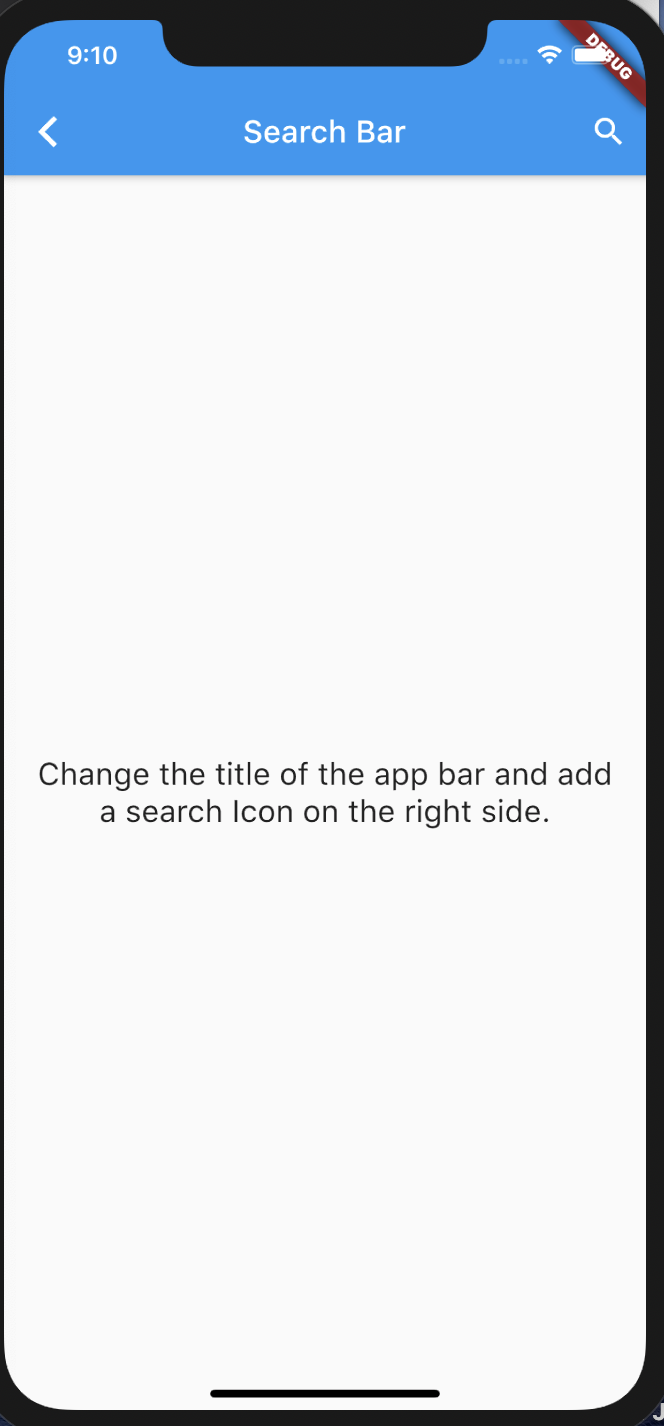 9:10
DEBUG
Search Bar
Change the title of the app bar and add
a search Icon on the right side.